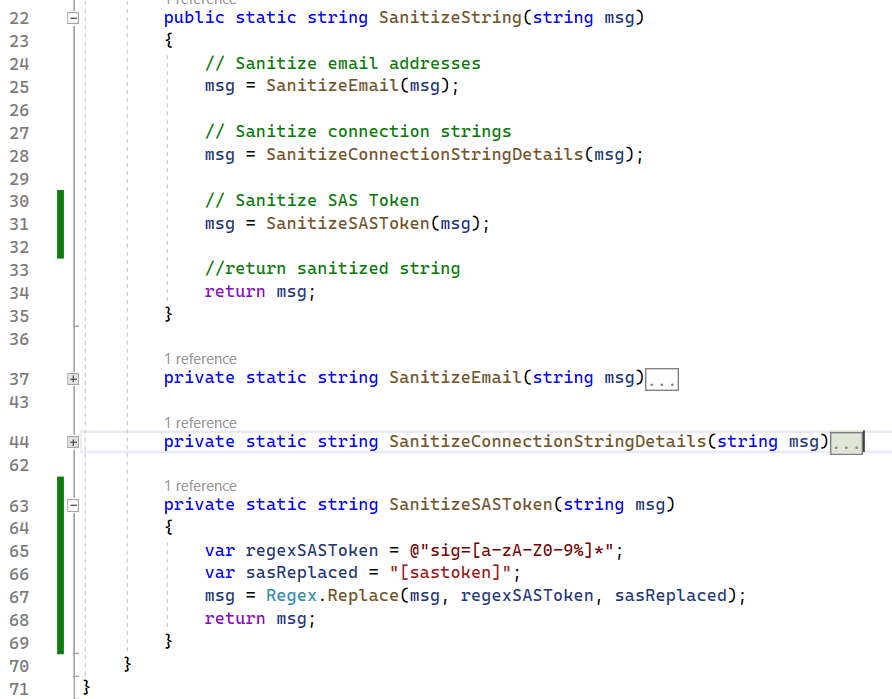 1 reference
22 public static string SanitizeString(string msg)
23 {
24 // Sanitize email addresses
25 msg = SanitizeEmail(msg);
26
27 // Sanitize connection strings
28 msg = SanitizeConnectionStringDetails(msg);
29
30 // Sanitize SAS Token
31 msg = SanitizeSASToken(msg);
32
33 //return sanitized string
34 return msg;
35 }
36
1 reference
37 private static string SanitizeEmail(string msg)...
43
1 reference
44 private static string SanitizeConnectionStringDetails(string msg)...
62
1 reference
63 private static string SanitizeSASToken(string msg)
64 {
65 var regexSASToken = @"sig=[a-zA-Z0-9%]*";
66 var sasReplaced = "[sastoken]";
67 msg = Regex.Replace(msg, regexSASToken, sasReplaced);
68 return msg;
69 }
70 }
71 }